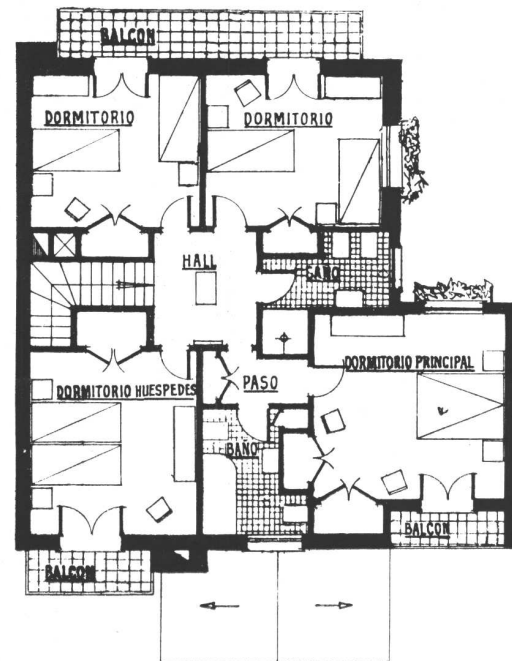 BALCON
DORMITORIO
DORMITORIO
HALL
BAÑO
DORMITORIO PRINCIPAL
DORMITORIO HUESPEDES
PASO
BAÑO
BALCON
BALCON